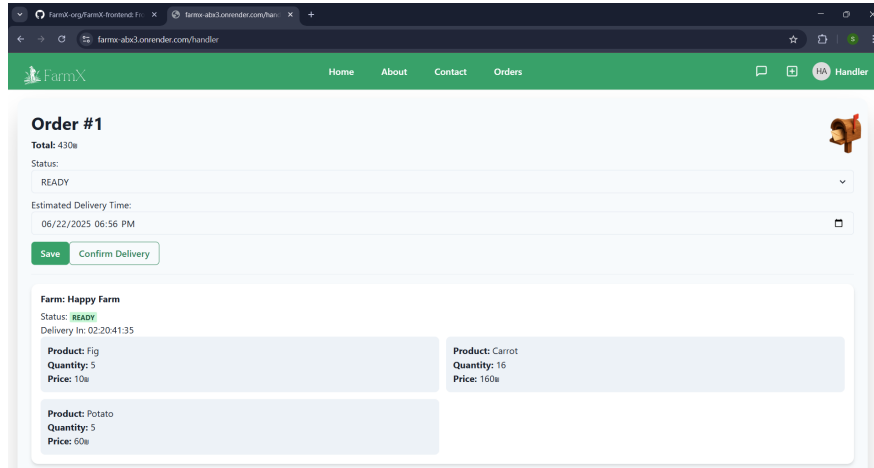 FarmX-org/FarmX-frontend: Fr
farmx-abx3.onrender.com/han
farmx-abx3.onrender.com/handler
S
FarmX
Home About Contact Orders
HA Handler
Order #1
Total: 430₪
Status:
READY
Estimated Delivery Time:
06/22/2025 06:56 PM
Save Confirm Delivery
Farm: Happy Farm
Status: READY
Delivery In: 02:20:41:35
Product: Fig
Quantity: 5
Price: 10₪
Product: Carrot
Quantity: 16
Price: 160₪
Product: Potato
Quantity: 5
Price: 60₪